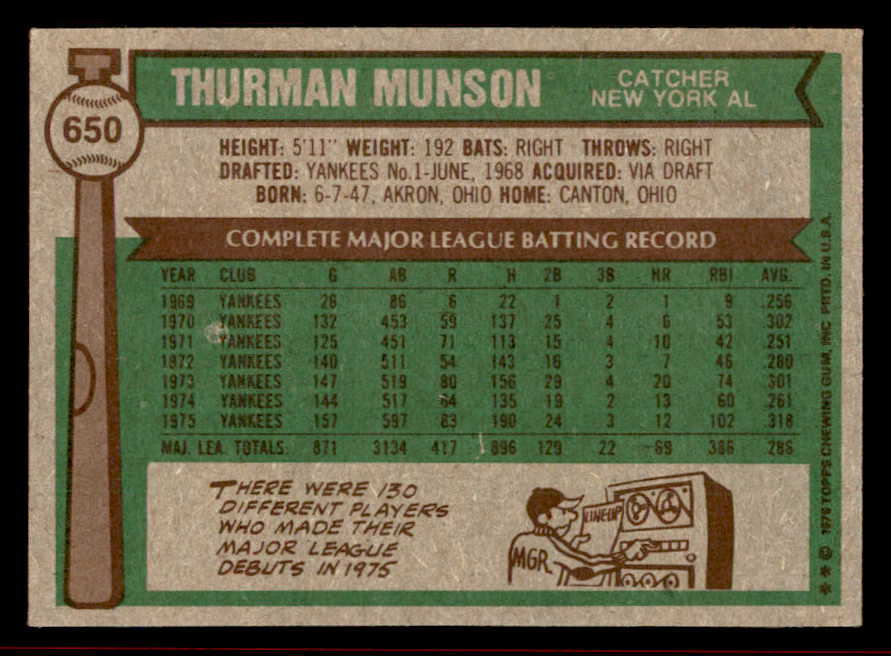 650
THURMAN MUNSON
CATCHER
NEW YORK AL
HEIGHT: 5'11" WEIGHT: 192 BATS: RIGHT THROWS: RIGHT
DRAFTED: YANKEES No.1-JUNE, 1968 ACQUIRED: VIA DRAFT
BORN: 6-7-47, AKRON, OHIO HOME: CANTON, OHIO
COMPLETE MAJOR LEAGUE BATTING RECORD
YEAR CLUB G AB R H 2B 3B HR RBI AVG.
1969 YANKEES 26 86 6 22 1 2 1 9 .256
1970 YANKEES 132 453 59 137 25 4 6 53 .302
1971 YANKEES 125 451 71 113 15 4 10 42 .251
1972 YANKEES 140 511 54 143 16 3 7 46 .280
1973 YANKEES 147 519 80 156 29 4 20 74 .301
1974 YANKEES 144 517 64 135 19 2 13 60 .261
1975 YANKEES 157 597 83 190 24 3 12 102 .318
MAJ. LEA. TOTALS: 871 3134 417 896 129 22 69 386 .286
THERE WERE 130
DIFFERENT PLAYERS
WHO MADE THEIR
MAJOR LEAGUE
DEBUTS IN 1975
LINE-UP
MGR.
** © 1976 TOPPS CHEWING GUM, INC. PRTD. IN U.S.A.